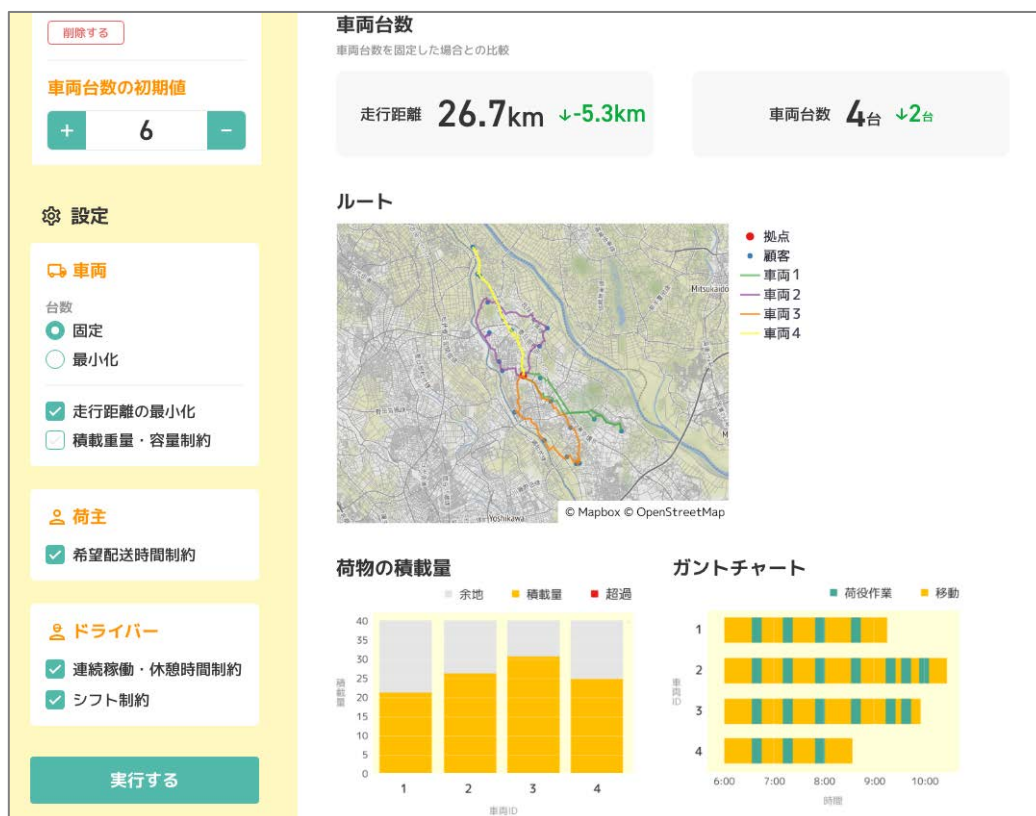 削除する
車両台数の初期値
+ 6 −
設定
車両
台数
固定
最小化
走行距離の最小化
積載重量・容量制約
荷主
希望配送時間制約
ドライバー
連続稼働・休憩時間制約
シフト制約
実行する
車両台数
車両台数を固定した場合との比較
走行距離 26.7km ↓-5.3km
車両台数 4台 ↓2台
ルート
Mitsukaido
Yoshikawa
© Mapbox © OpenStreetMap
拠点
顧客
車両1
車両2
車両3
車両4
荷物の積載量
余地 積載量 超過
40
35
30
25
20
15
10
5
0
積載量
1 2 3 4
車両ID
ガントチャート
荷役作業 移動
1
2
3
4
車両ID
6:00 7:00 8:00 9:00 10:00
時間